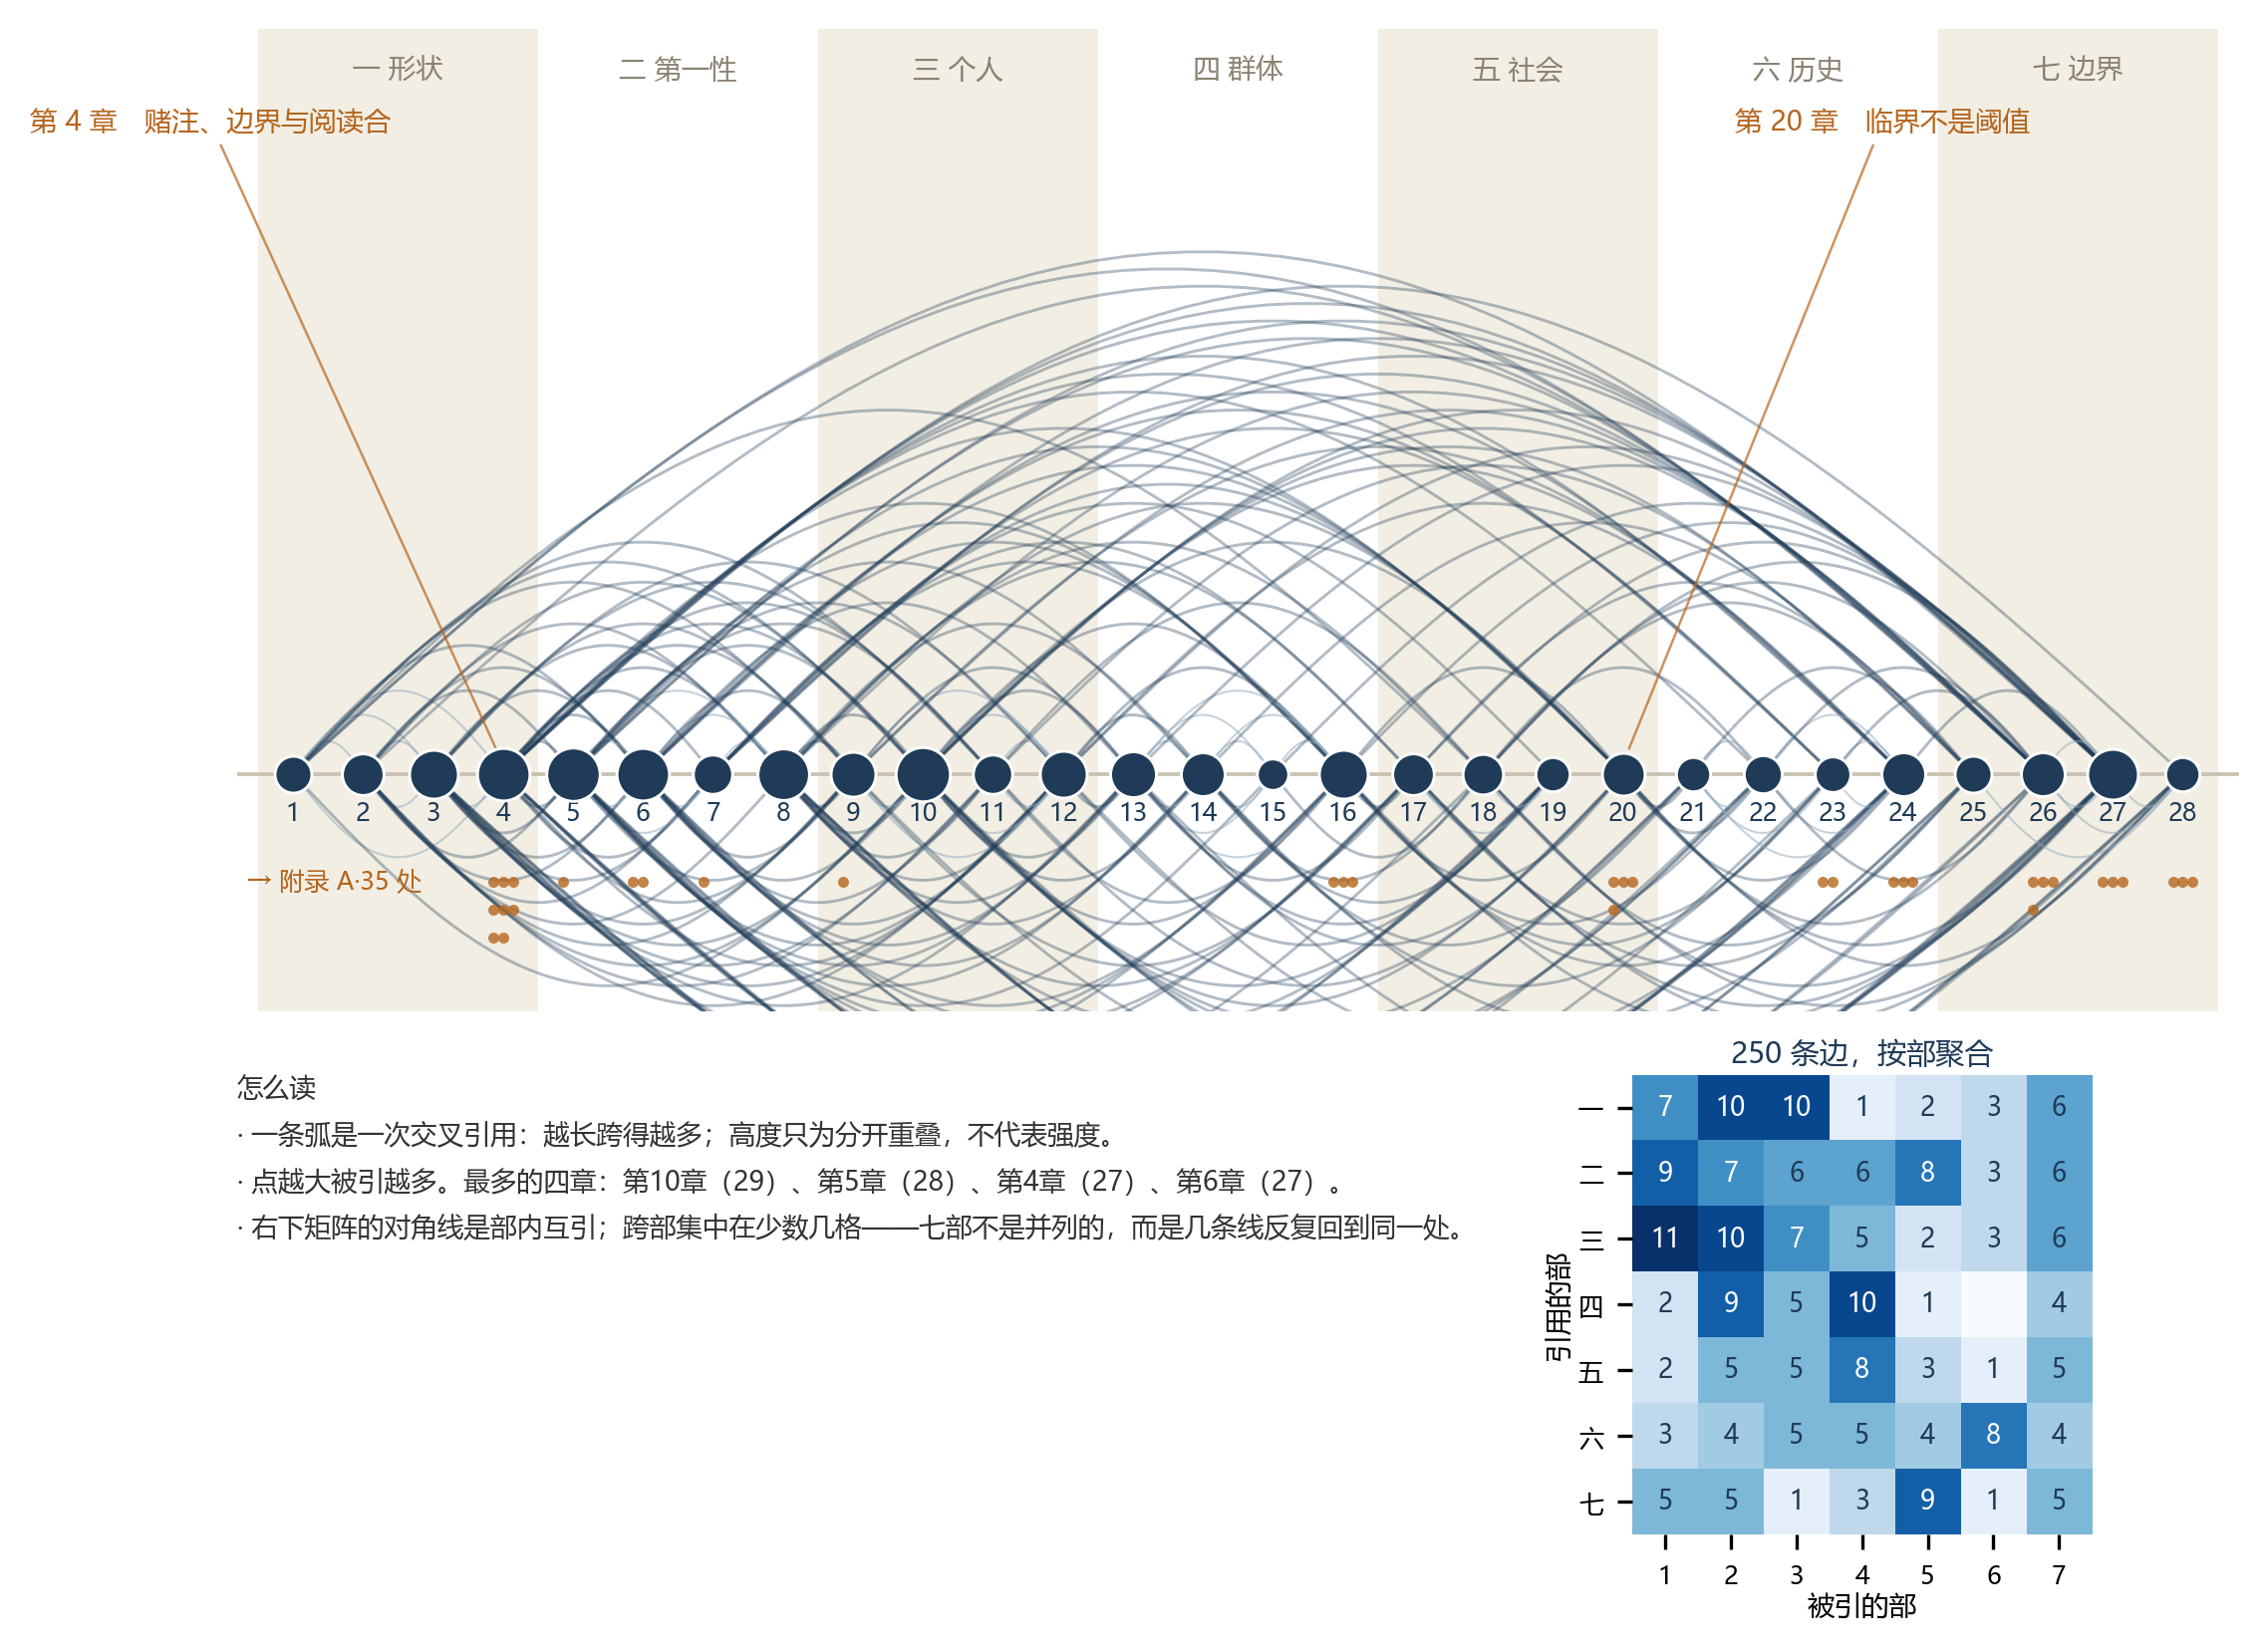 一 形状
二 第一性
三 个人
四 群体
五 社会
六 历史
七 边界
第 4 章　赌注、边界与阅读合
第 20 章　临界不是阈值
1 2 3 4 5 6 7 8 9 10 11 12 13 14 15 16 17 18 19 20 21 22 23 24 25 26 27 28
→ 附录 A·35 处
怎么读
· 一条弧是一次交叉引用：越长跨得越多；高度只为分开重叠，不代表强度。
· 点越大被引越多。最多的四章：第10章（29）、第5章（28）、第4章（27）、第6章（27）。
· 右下矩阵的对角线是部内互引；跨部集中在少数几格——七部不是并列的，而是几条线反复回到同一处。
250 条边，按部聚合
引用的部
一 7 10 10 1 2 3 6
二 9 7 6 6 8 3 6
三 11 10 7 5 2 3 6
四 2 9 5 10 1 4
五 2 5 5 8 3 1 5
六 3 4 5 5 4 8 4
七 5 5 1 3 9 1 5
1 2 3 4 5 6 7
被引的部